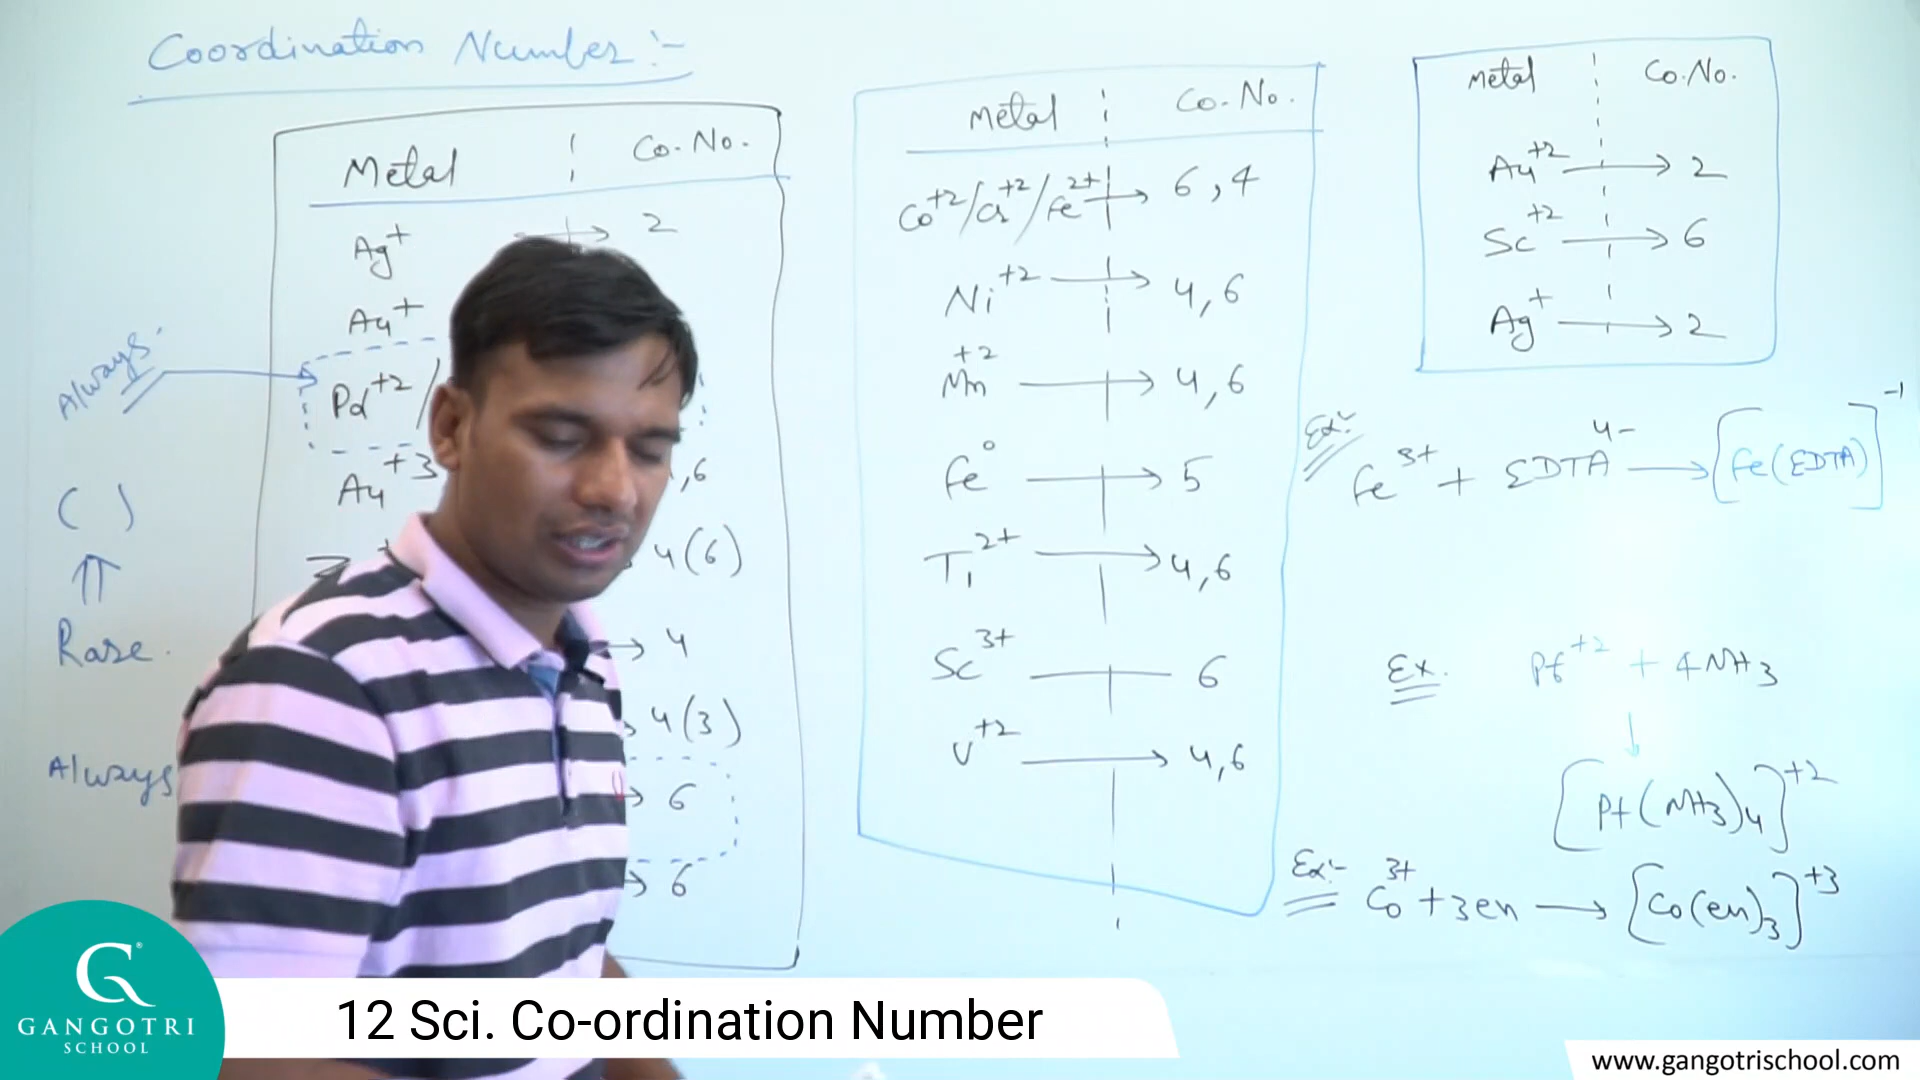 Coordination Number :-
Metal Co. No.
Ag+ → 2
Au+
Always.
Pd+2 /
Au+3 ,6
( )
4(6)
Rare.
→ 4
4(3)
Always
→ 6
→ 6
Metal Co. No.
Co+2/Cr+2/Fe2+ → 6, 4
Ni+2 → 4, 6
Mn+2 → 4, 6
Fe0 → 5
Ti2+ → 4, 6
Sc3+ — 6
V+2 → 4, 6
Metal Co. No.
Au+2 → 2
Sc+2 → 6
Ag+ → 2
Ex:- Fe3+ + EDTA4- → [Fe(EDTA)]-1
Ex. Pt+2 + 4NH3
↓
[Pt(NH3)4]+2
Ex:- Co3+ + 3en → [Co(en)3]+3
GANGOTRI
SCHOOL
12 Sci. Co-ordination Number
www.gangotrischool.com